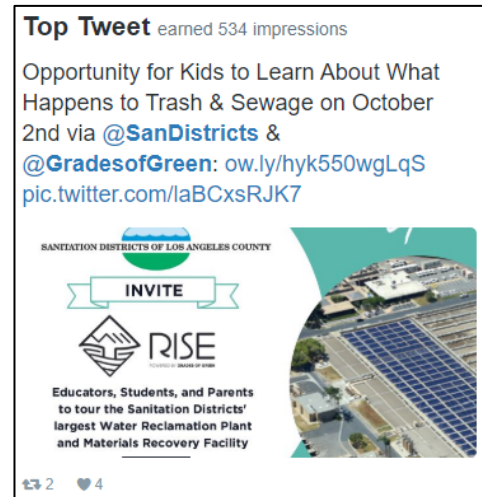 Top Tweet earned 534 impressions
Opportunity for Kids to Learn About What
Happens to Trash & Sewage on October
2nd via @SanDistricts &
@GradesofGreen: ow.ly/hyk550wgLqS
pic.twitter.com/laBCxsRJK7
SANITATION DISTRICTS OF LOS ANGELES COUNTY
INVITE
RISE
POWERED BY GRADES OF GREEN
Educators, Students, and Parents
to tour the Sanitation Districts'
largest Water Reclamation Plant
and Materials Recovery Facility
2 4